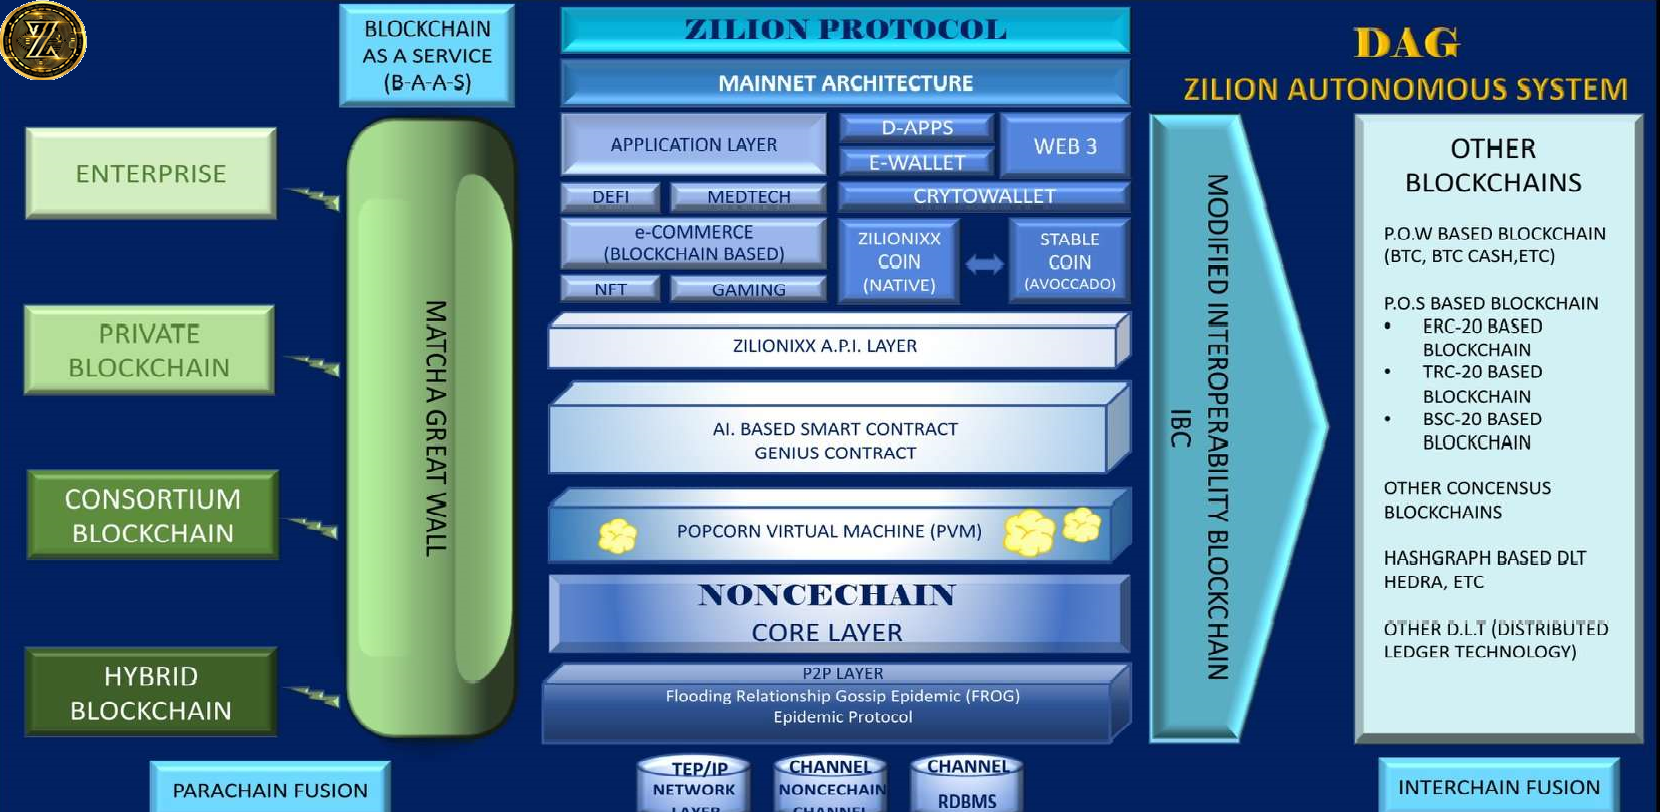 BLOCKCHAIN
AS A SERVICE
(B-A-A-S)
ZILION PROTOCOL
MAINNET ARCHITECTURE
DAG
ZILION AUTONOMOUS SYSTEM
ENTERPRISE
PRIVATE
BLOCKCHAIN
CONSORTIUM
BLOCKCHAIN
HYBRID
BLOCKCHAIN
PARACHAIN FUSION
MATCHA GREAT WALL
APPLICATION LAYER
D-APPS
E-WALLET
WEB 3
DEFI
MEDTECH
CRYTOWALLET
e-COMMERCE
(BLOCKCHAIN BASED)
NFT
GAMING
ZILIONIXX
COIN
(NATIVE)
STABLE
COIN
(AVOCCADO)
ZILIONIXX A.P.I. LAYER
AI. BASED SMART CONTRACT
GENIUS CONTRACT
POPCORN VIRTUAL MACHINE (PVM)
NONCECHAIN
CORE LAYER
P2P LAYER
Flooding Relationship Gossip Epidemic (FROG)
Epidemic Protocol
TEP/IP
NETWORK
LAYER
CHANNEL
NONCECHAIN
CHANNEL
CHANNEL
RDBMS
MODIFIED INTEROPERABILITY BLOCKCHAIN
IBC
OTHER
BLOCKCHAINS
P.O.W BASED BLOCKCHAIN
(BTC, BTC CASH,ETC)
P.O.S BASED BLOCKCHAIN
• ERC-20 BASED
BLOCKCHAIN
• TRC-20 BASED
BLOCKCHAIN
• BSC-20 BASED
BLOCKCHAIN
OTHER CONCENSUS
BLOCKCHAINS
HASHGRAPH BASED DLT
HEDRA, ETC
OTHER D.L.T (DISTRIBUTED
LEDGER TECHNOLOGY)
INTERCHAIN FUSION